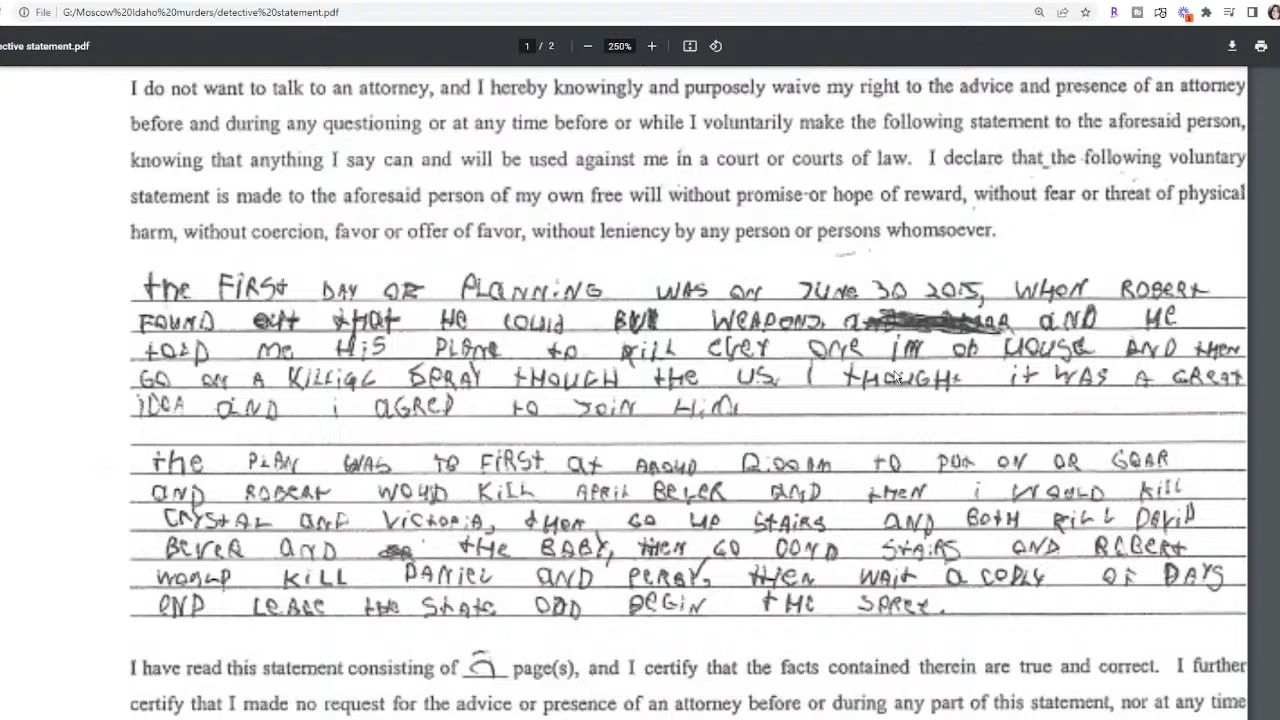 File G:/Moscow%20Idaho%20murders/detective%20statement.pdf
ective statement.pdf 1 / 2 − 250% +
I do not want to talk to an attorney, and I hereby knowingly and purposely waive my right to the advice and presence of an attorney
before and during any questioning or at any time before or while I voluntarily make the following statement to the aforesaid person,
knowing that anything I say can and will be used against me in a court or courts of law. I declare that the following voluntary
statement is made to the aforesaid person of my own free will without promise or hope of reward, without fear or threat of physical
harm, without coercion, favor or offer of favor, without leniency by any person or persons whomsoever.
the FiRSt DAY OF PLANNiNG WAS ON JUNE 30 2015, WHEN ROBERt
FOUND out tHat HE COULD BUY WEAPONS. AND HE
toLD me His PLANE to kill evey one in or House AND then
GO ON A KILLigG SPRAY tHOUGH the U.S, I tHOUGHt it WAS A GREAt
iDEA AND i AGRED to JOiN Him
the PLAN WAS TO FiRSt At AROUD 12:00am to PUt ON OR GEAR
AND ROBERt WOUD KiLL APRiL BEVER AND then i WOULD Kill
CRYStAL AND VictoRiA, then GO UP StAiRS AND BOtH KiLL DAViD
BEVER AND the BABY, then GO DOND StAiRS AND ROBERt
WOULD KiLL DANiEL AND PERSY, then WAit A COPLY OF DAYS
END LEAVE the StAtE AND BEGiN tHE SPREE.
I have read this statement consisting of 2 page(s), and I certify that the facts contained therein are true and correct. I further
certify that I made no request for the advice or presence of an attorney before or during any part of this statement, nor at any time